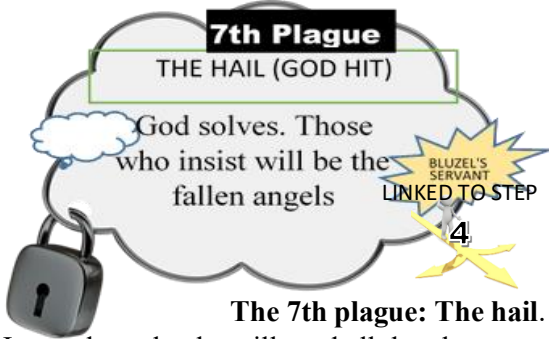 7th Plague
THE HAIL (GOD HIT)
God solves. Those
who insist will be the
fallen angels
BLUZEL'S
SERVANT
LINKED TO STEP
4
The 7th plague: The hail.